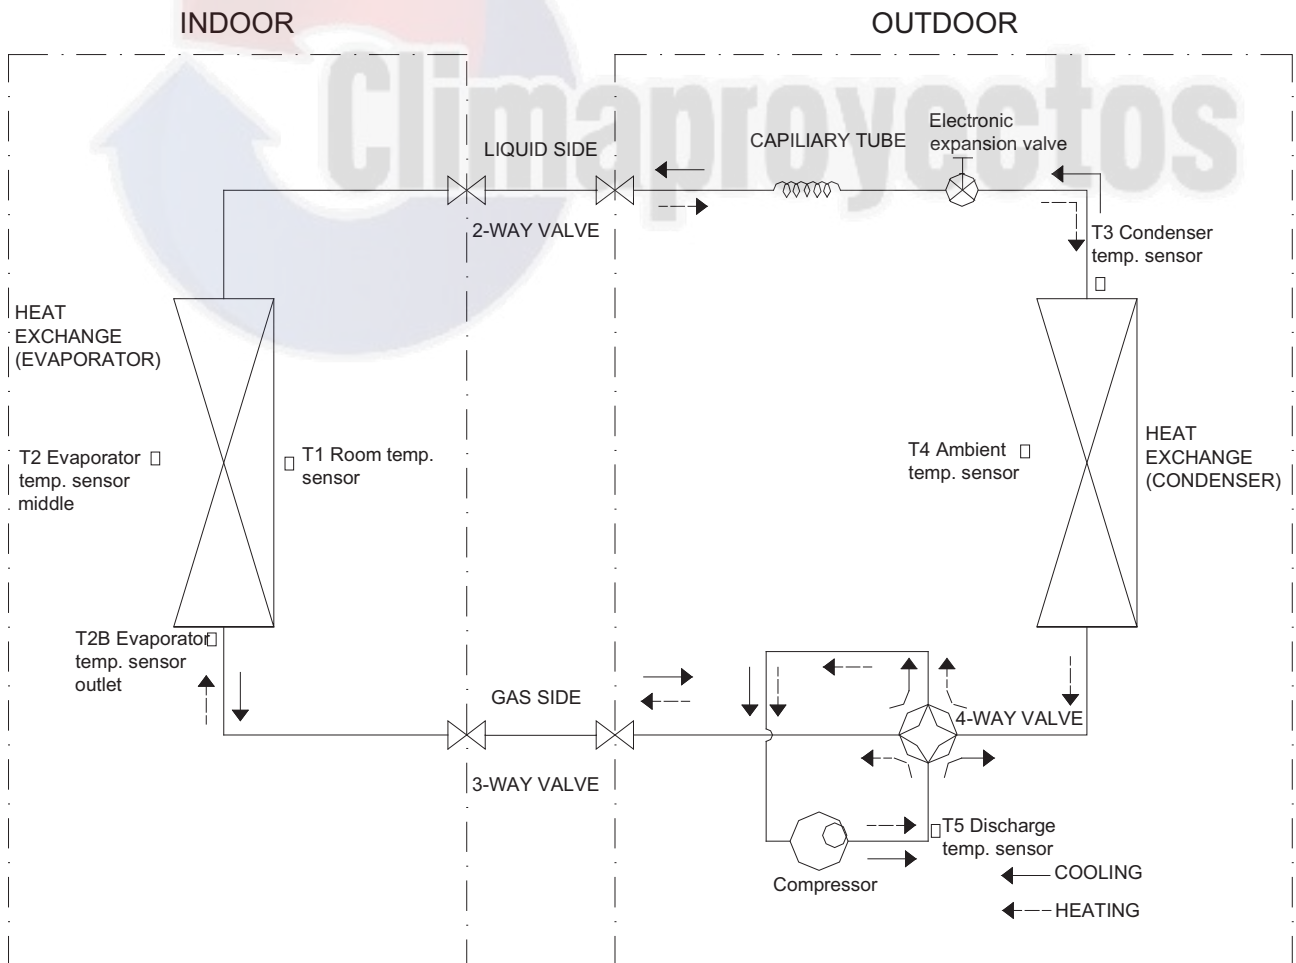 INDOOR
OUTDOOR
Climaproyectos
LIQUID SIDE
2-WAY VALVE
CAPILIARY TUBE
Electronic
expansion valve
T3 Condenser
temp. sensor
HEAT
EXCHANGE
(EVAPORATOR)
T2 Evaporator
temp. sensor
middle
T1 Room temp.
sensor
T4 Ambient
temp. sensor
HEAT
EXCHANGE
(CONDENSER)
T2B Evaporator
temp. sensor
outlet
GAS SIDE
3-WAY VALVE
4-WAY VALVE
T5 Discharge
temp. sensor
Compressor
COOLING
HEATING